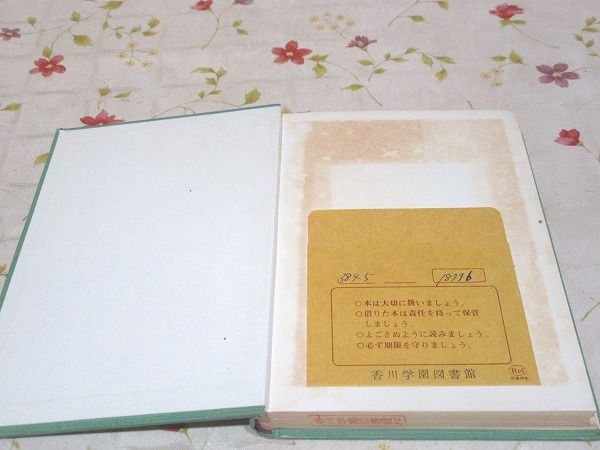 384.5
18776
○本は大切に扱いましょう。
○借りた本は責任を持って保管
しましょう。
○よごさぬように読みましょう。
○必ず期限を守りましょう。
香川学園図書館